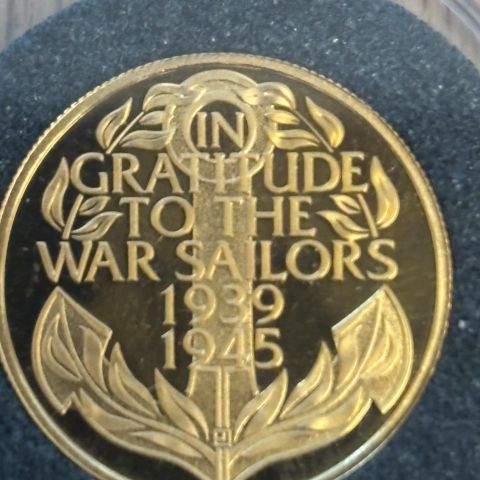 IN
GRATITUDE
TO THE
WAR SAILORS
1939
1945